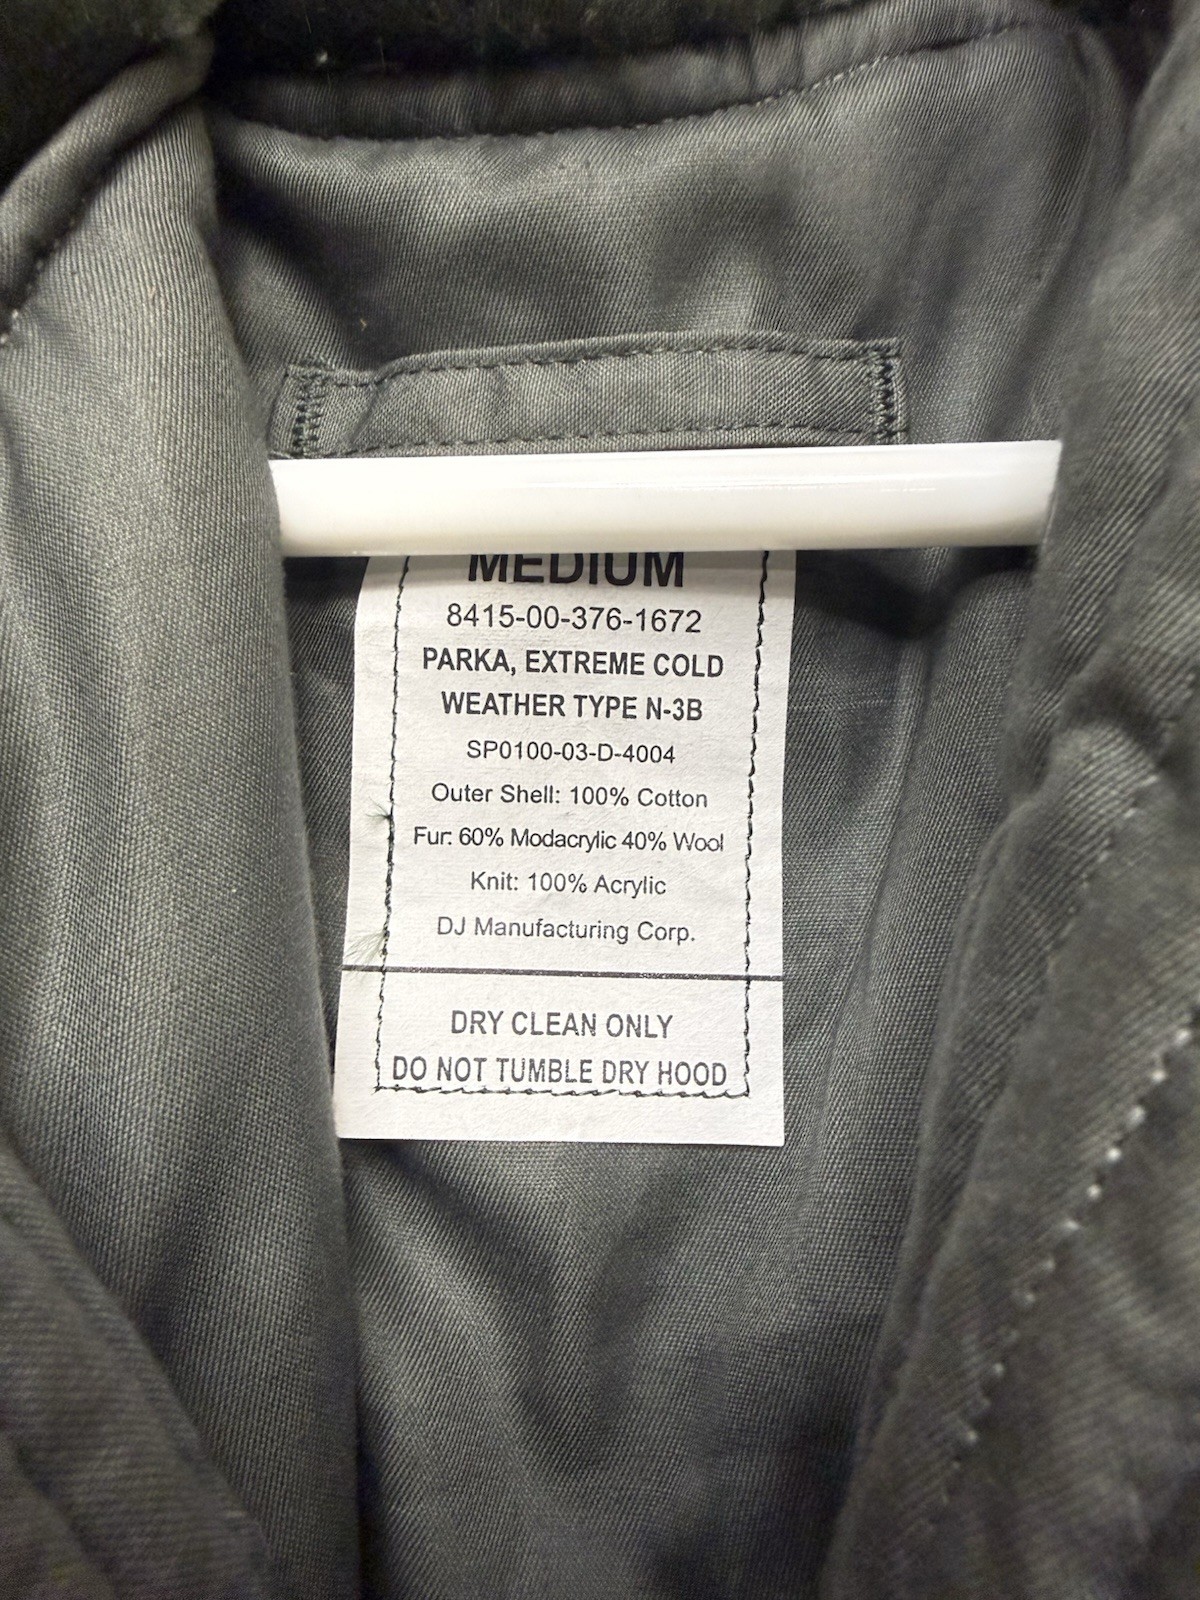 MEDIUM
8415-00-376-1672
PARKA, EXTREME COLD
WEATHER TYPE N-3B
SP0100-03-D-4004
Outer Shell: 100% Cotton
Fur: 60% Modacrylic 40% Wool
Knit: 100% Acrylic
DJ Manufacturing Corp.
DRY CLEAN ONLY
DO NOT TUMBLE DRY HOOD